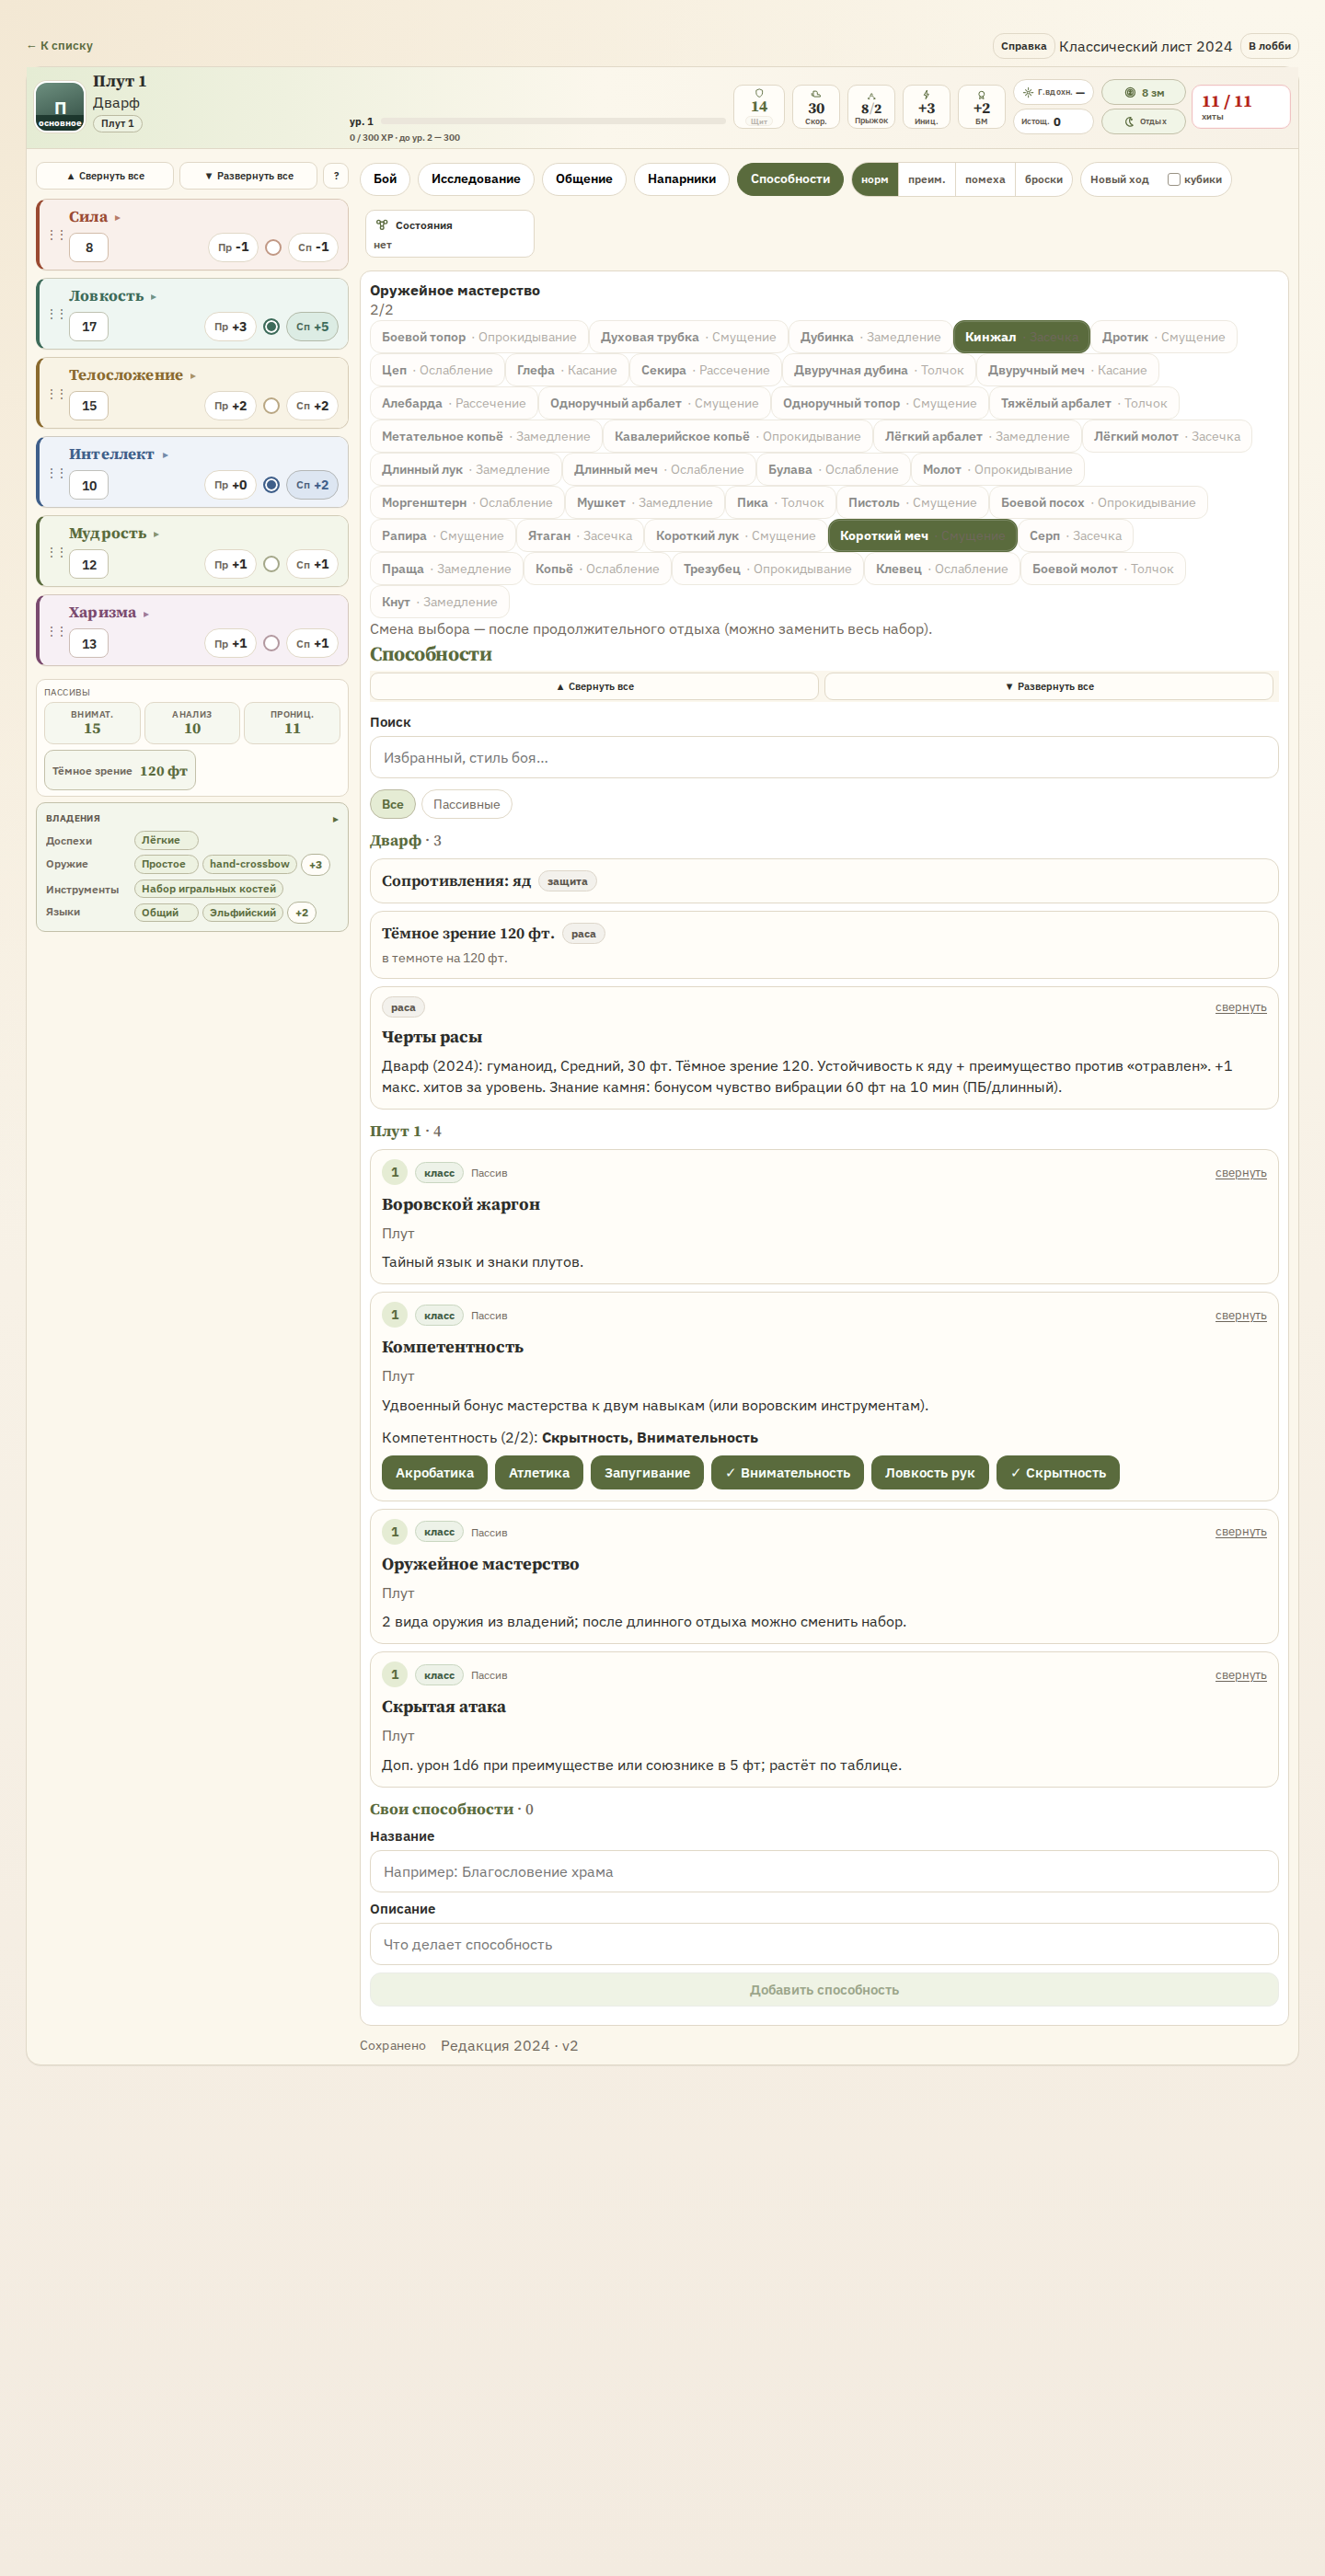 ← К списку
Справка Классический лист 2024 В лобби
П
основное
Плут 1
Дварф
Плут 1
ур. 1
0 / 300 XP · до ур. 2 — 300
14
Щит
30
Скор.
8/2
Прыжок
+3
Иниц.
+2
БМ
Г.вдохн. —
Истощ. 0
8 зм
Отдых
11 / 11
хиты
▲ Свернуть все ▼ Развернуть все ?
Сила ▸
8 Пр -1 Сп -1
Ловкость ▸
17 Пр +3 Сп +5
Телосложение ▸
15 Пр +2 Сп +2
Интеллект ▸
10 Пр +0 Сп +2
Мудрость ▸
12 Пр +1 Сп +1
Харизма ▸
13 Пр +1 Сп +1
ПАССИВЫ
ВНИМАТ. АНАЛИЗ ПРОНИЦ.
15 10 11
Тёмное зрение 120 фт
ВЛАДЕНИЯ ▸
Доспехи Лёгкие
Оружие Простое hand-crossbow +3
Инструменты Набор игральных костей
Языки Общий Эльфийский +2
Бой Исследование Общение Напарники Способности норм преим. помеха броски Новый ход кубики
Состояния
нет
Оружейное мастерство
2/2
Боевой топор · Опрокидывание Духовая трубка · Смущение Дубинка · Замедление Кинжал Дротик · Смущение
Цеп · Ослабление Глефа · Касание Секира · Рассечение Двуручная дубина · Толчок Двуручный меч · Касание
Алебарда · Рассечение Одноручный арбалет · Смущение Одноручный топор · Смущение Тяжёлый арбалет · Толчок
Метательное копьё · Замедление Кавалерийское копьё · Опрокидывание Лёгкий арбалет · Замедление Лёгкий молот · Засечка
Длинный лук · Замедление Длинный меч · Ослабление Булава · Ослабление Молот · Опрокидывание
Моргенштерн · Ослабление Мушкет · Замедление Пика · Толчок Пистоль · Смущение Боевой посох · Опрокидывание
Рапира · Смущение Ятаган · Засечка Короткий лук · Смущение Короткий меч Серп · Засечка
Праща · Замедление Копьё · Ослабление Трезубец · Опрокидывание Клевец · Ослабление Боевой молот · Толчок
Кнут · Замедление
Смена выбора — после продолжительного отдыха (можно заменить весь набор).
Способности
▲ Свернуть все ▼ Развернуть все
Поиск
Избранный, стиль боя...
Все Пассивные
Дварф · 3
Сопротивления: яд защита
Тёмное зрение 120 фт. раса
в темноте на 120 фт.
раса свернуть
Черты расы
Дварф (2024): гуманоид, Средний, 30 фт. Тёмное зрение 120. Устойчивость к яду + преимущество против «отравлен». +1
макс. хитов за уровень. Знание камня: бонусом чувство вибрации 60 фт на 10 мин (ПБ/длинный).
Плут 1 · 4
1 класс Пассив свернуть
Воровской жаргон
Плут
Тайный язык и знаки плутов.
1 класс Пассив свернуть
Компетентность
Плут
Удвоенный бонус мастерства к двум навыкам (или воровским инструментам).
Компетентность (2/2): Скрытность, Внимательность
Акробатика Атлетика Запугивание ✓ Внимательность Ловкость рук ✓ Скрытность
1 класс Пассив свернуть
Оружейное мастерство
Плут
2 вида оружия из владений; после длинного отдыха можно сменить набор.
1 класс Пассив свернуть
Скрытая атака
Плут
Доп. урон 1d6 при преимуществе или союзнике в 5 фт; растёт по таблице.
Свои способности · 0
Название
Например: Благословение храма
Описание
Что делает способность
Добавить способность
Сохранено Редакция 2024 · v2